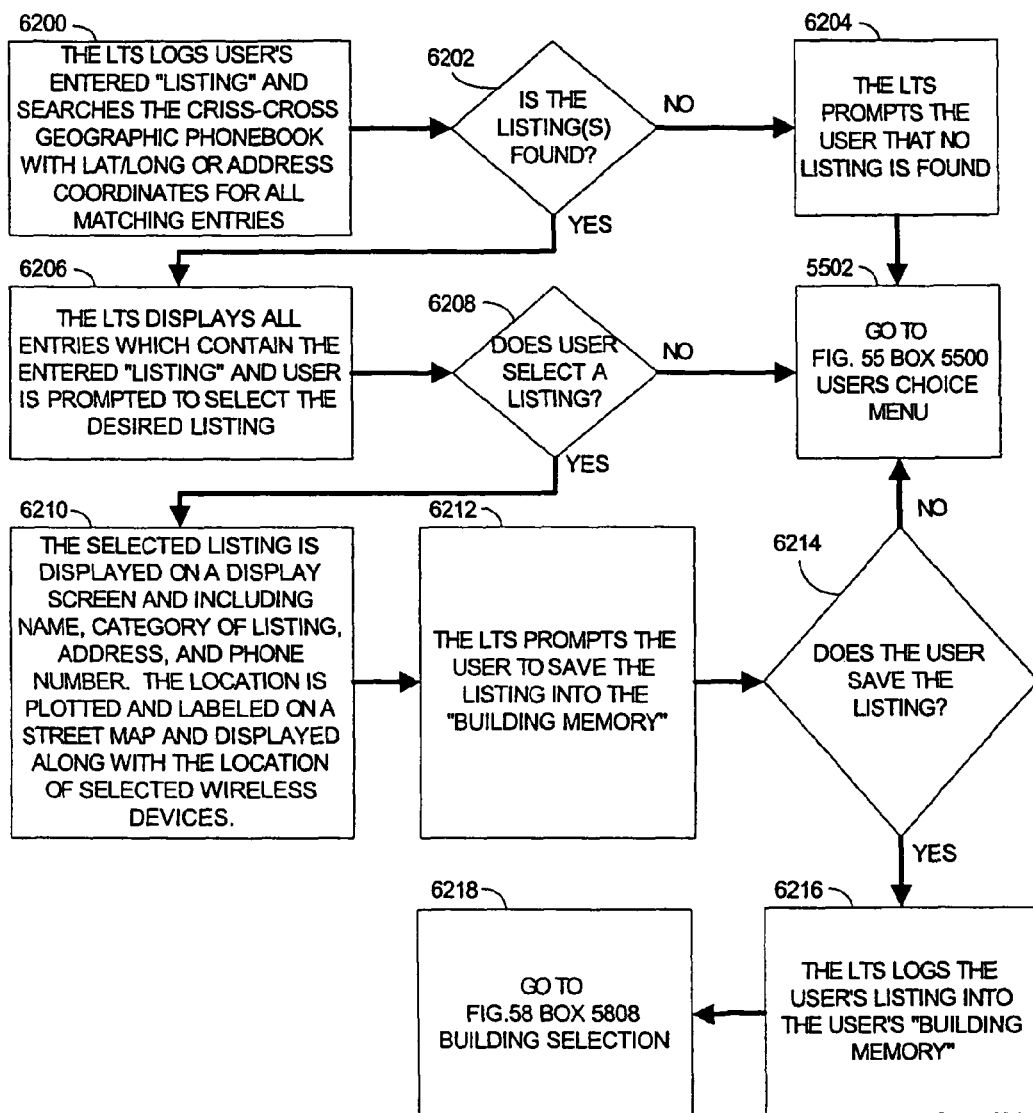 6200
THE LTS LOGS USER'S
ENTERED "LISTING" AND
SEARCHES THE CRISS-CROSS
GEOGRAPHIC PHONEBOOK
WITH LAT/LONG OR ADDRESS
COORDINATES FOR ALL
MATCHING ENTRIES
6202
IS THE
LISTING(S)
FOUND?
NO
YES
6204
THE LTS
PROMPTS THE
USER THAT NO
LISTING IS FOUND
6206
THE LTS DISPLAYS ALL
ENTRIES WHICH CONTAIN THE
ENTERED "LISTING" AND USER
IS PROMPTED TO SELECT THE
DESIRED LISTING
6208
DOES USER
SELECT A
LISTING?
NO
YES
5502
GO TO
FIG. 55 BOX 5500
USERS CHOICE
MENU
6210
THE SELECTED LISTING IS
DISPLAYED ON A DISPLAY
SCREEN AND INCLUDING
NAME, CATEGORY OF LISTING,
ADDRESS, AND PHONE
NUMBER. THE LOCATION IS
PLOTTED AND LABELED ON A
STREET MAP AND DISPLAYED
ALONG WITH THE LOCATION
OF SELECTED WIRELESS
DEVICES.
6212
THE LTS PROMPTS THE
USER TO SAVE THE
LISTING INTO THE
"BUILDING MEMORY"
6214
DOES THE USER
SAVE THE
LISTING?
NO
YES
6216
THE LTS LOGS THE
USER'S LISTING INTO
THE USER'S "BUILDING
MEMORY"
6218
GO TO
FIG.58 BOX 5808
BUILDING SELECTION